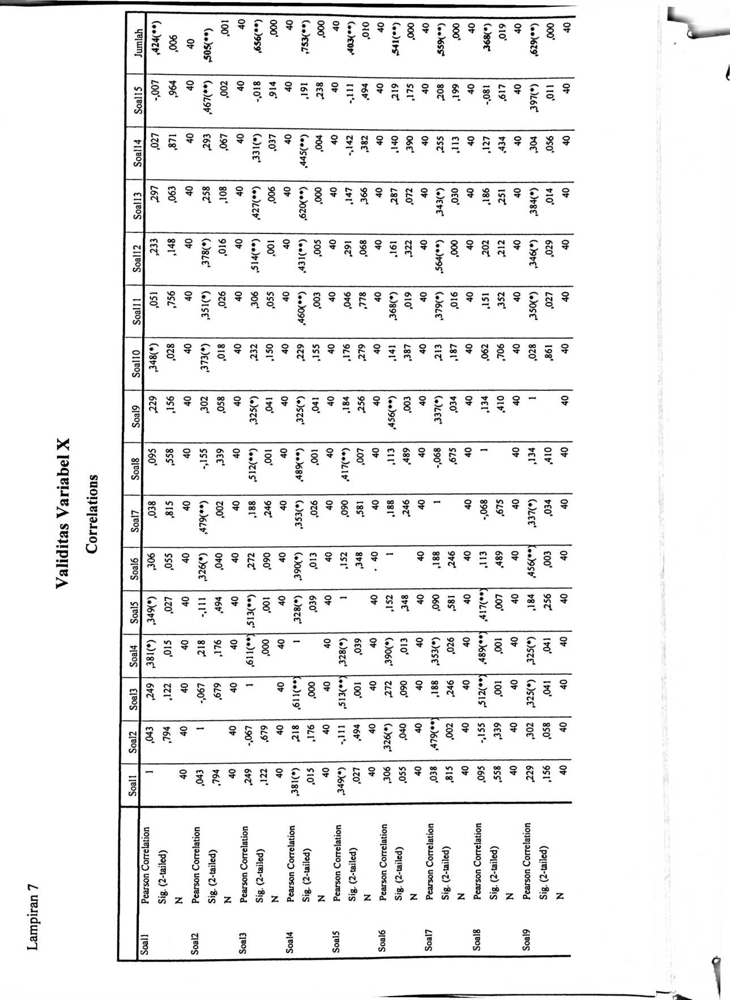 Lampiran 7
Validitas Variabel X
Correlations
Soal1 Soal2 Soal3 Soal4 Soal5 Soal6 Soal7 Soal8 Soal9 Soal10 Soal11 Soal12 Soal13 Soal14 Soal15 Jumlah
Soal1 Pearson Correlation 1 ,043 ,249 ,381(*) ,349(*) ,306 ,038 ,095 ,229 ,348(*) ,051 ,233 ,297 ,027 -,007 ,424(**)
Sig. (2-tailed) ,794 ,122 ,015 ,027 ,055 ,815 ,558 ,156 ,028 ,756 ,148 ,063 ,871 ,964 ,006
N 40 40 40 40 40 40 40 40 40 40 40 40 40 40 40 40
Soal2 Pearson Correlation ,043 1 -,067 ,218 -,111 ,326(*) ,479(**) -,155 ,302 ,373(*) ,351(*) ,378(*) ,258 ,293 ,467(**) ,505(**)
Sig. (2-tailed) ,794 ,679 ,176 ,494 ,040 ,002 ,339 ,058 ,018 ,026 ,016 ,108 ,067 ,002 ,001
N 40 40 40 40 40 40 40 40 40 40 40 40 40 40 40 40
Soal3 Pearson Correlation ,249 -,067 1 ,611(**) ,513(**) ,272 ,188 ,512(**) ,325(*) ,232 ,306 ,514(**) ,427(**) ,331(*) -,018 ,656(**)
Sig. (2-tailed) ,122 ,679 ,000 ,001 ,090 ,246 ,001 ,041 ,150 ,055 ,001 ,006 ,037 ,914 ,000
N 40 40 40 40 40 40 40 40 40 40 40 40 40 40 40 40
Soal4 Pearson Correlation ,381(*) ,218 ,611(**) 1 ,328(*) ,390(*) ,353(*) ,489(**) ,325(*) ,229 ,460(**) ,431(**) ,620(**) ,445(**) ,191 ,753(**)
Sig. (2-tailed) ,015 ,176 ,000 ,039 ,013 ,026 ,001 ,041 ,155 ,003 ,005 ,000 ,004 ,238 ,000
N 40 40 40 40 40 40 40 40 40 40 40 40 40 40 40 40
Soal5 Pearson Correlation ,349(*) -,111 ,513(**) ,328(*) 1 ,152 ,090 ,417(**) ,184 ,176 ,046 ,291 ,147 -,142 -,111 ,403(**)
Sig. (2-tailed) ,027 ,494 ,001 ,039 ,348 ,581 ,007 ,256 ,279 ,778 ,068 ,366 ,382 ,494 ,010
N 40 40 40 40 40 40 40 40 40 40 40 40 40 40 40 40
Soal6 Pearson Correlation ,306 ,326(*) ,272 ,390(*) ,152 1 ,188 ,113 ,456(**) ,141 ,368(*) ,161 ,287 ,140 ,219 ,541(**)
Sig. (2-tailed) ,055 ,040 ,090 ,013 ,348 ,246 ,489 ,003 ,387 ,019 ,322 ,072 ,390 ,175 ,000
N 40 40 40 40 40 40 40 40 40 40 40 40 40 40 40 40
Soal7 Pearson Correlation ,038 ,479(**) ,188 ,353(*) ,090 ,188 1 -,068 ,337(*) ,213 ,379(*) ,564(**) ,343(*) ,255 ,208 ,559(**)
Sig. (2-tailed) ,815 ,002 ,246 ,026 ,581 ,246 ,675 ,034 ,187 ,016 ,000 ,030 ,113 ,199 ,000
N 40 40 40 40 40 40 40 40 40 40 40 40 40 40 40 40
Soal8 Pearson Correlation ,095 -,155 ,512(**) ,489(**) ,417(**) ,113 -,068 1 ,134 ,062 ,151 ,202 ,186 ,127 -,081 ,368(*)
Sig. (2-tailed) ,558 ,339 ,001 ,001 ,007 ,489 ,675 ,410 ,706 ,352 ,212 ,251 ,434 ,617 ,019
N 40 40 40 40 40 40 40 40 40 40 40 40 40 40 40 40
Soal9 Pearson Correlation ,229 ,302 ,325(*) ,325(*) ,184 ,456(**) ,337(*) ,134 1 ,028 ,350(*) ,346(*) ,384(*) ,304 ,397(*) ,629(**)
Sig. (2-tailed) ,156 ,058 ,041 ,041 ,256 ,003 ,034 ,410 ,861 ,027 ,029 ,014 ,056 ,011 ,000
N 40 40 40 40 40 40 40 40 40 40 40 40 40 40 40 40